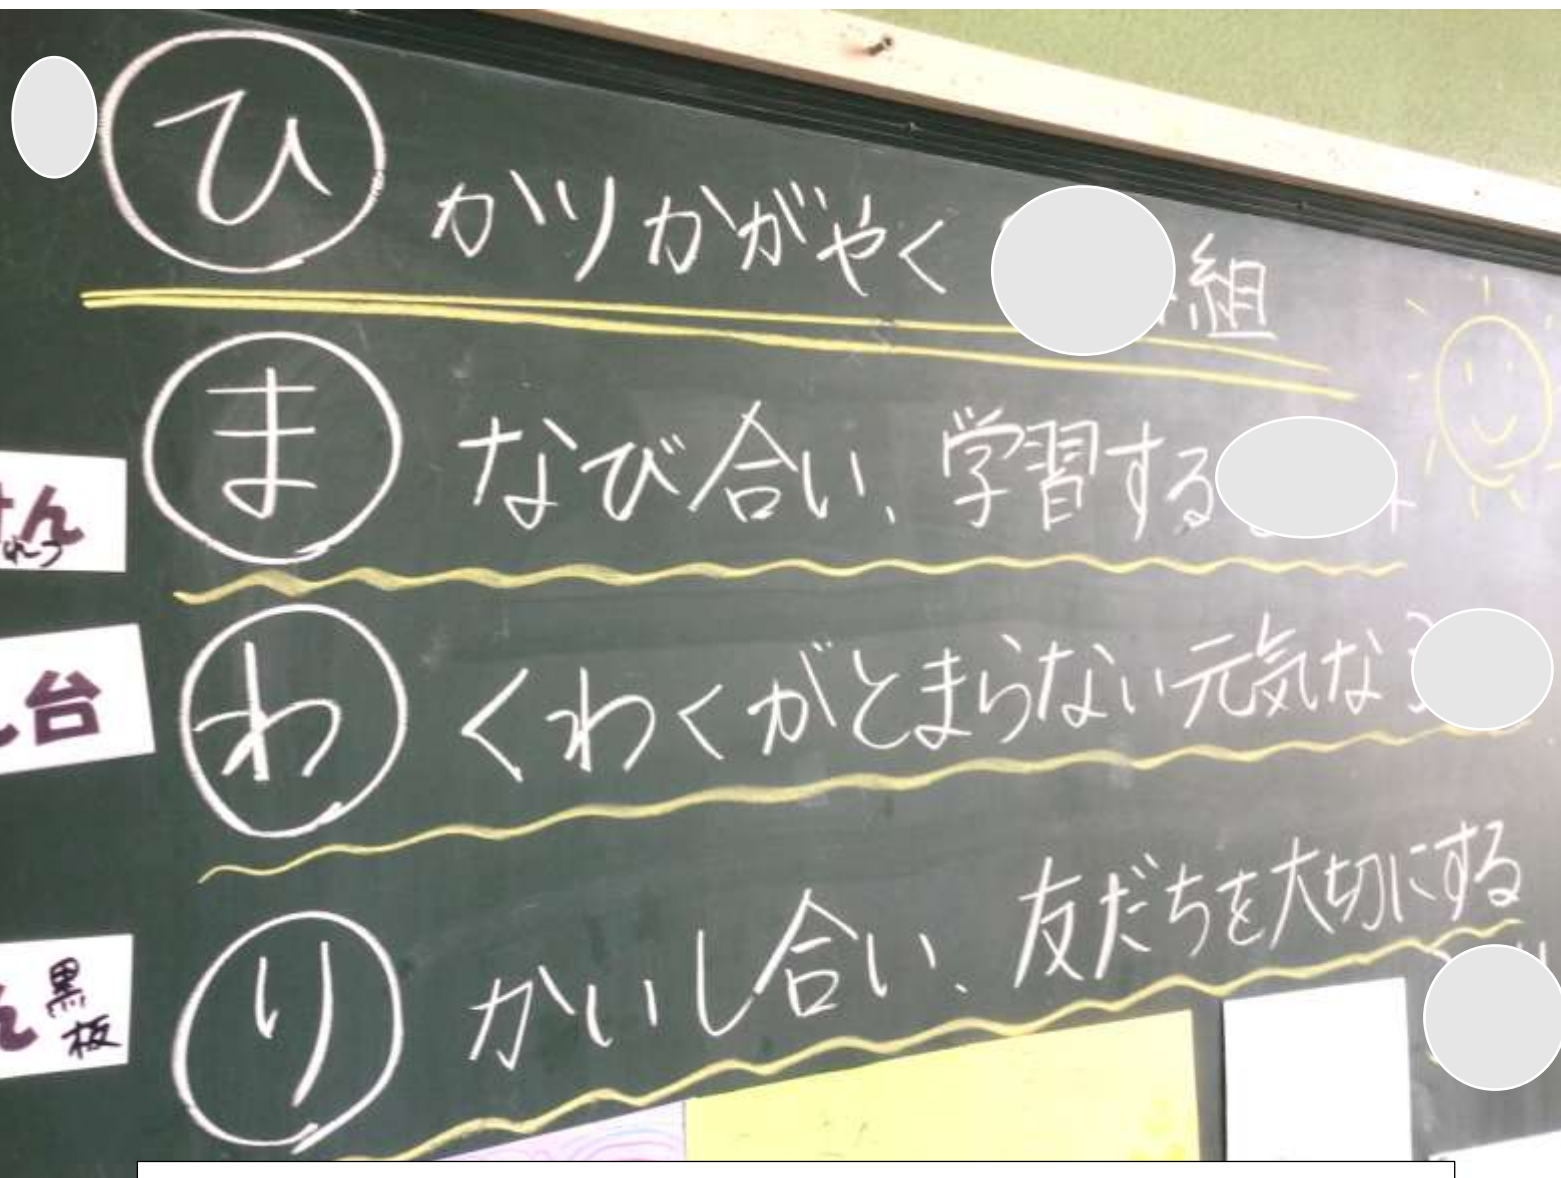 ひかりかがやく 組
まなび合い、学習する
わくわくがとまらない元気な
りかいし合い、友だちを大切にする
台
黒板